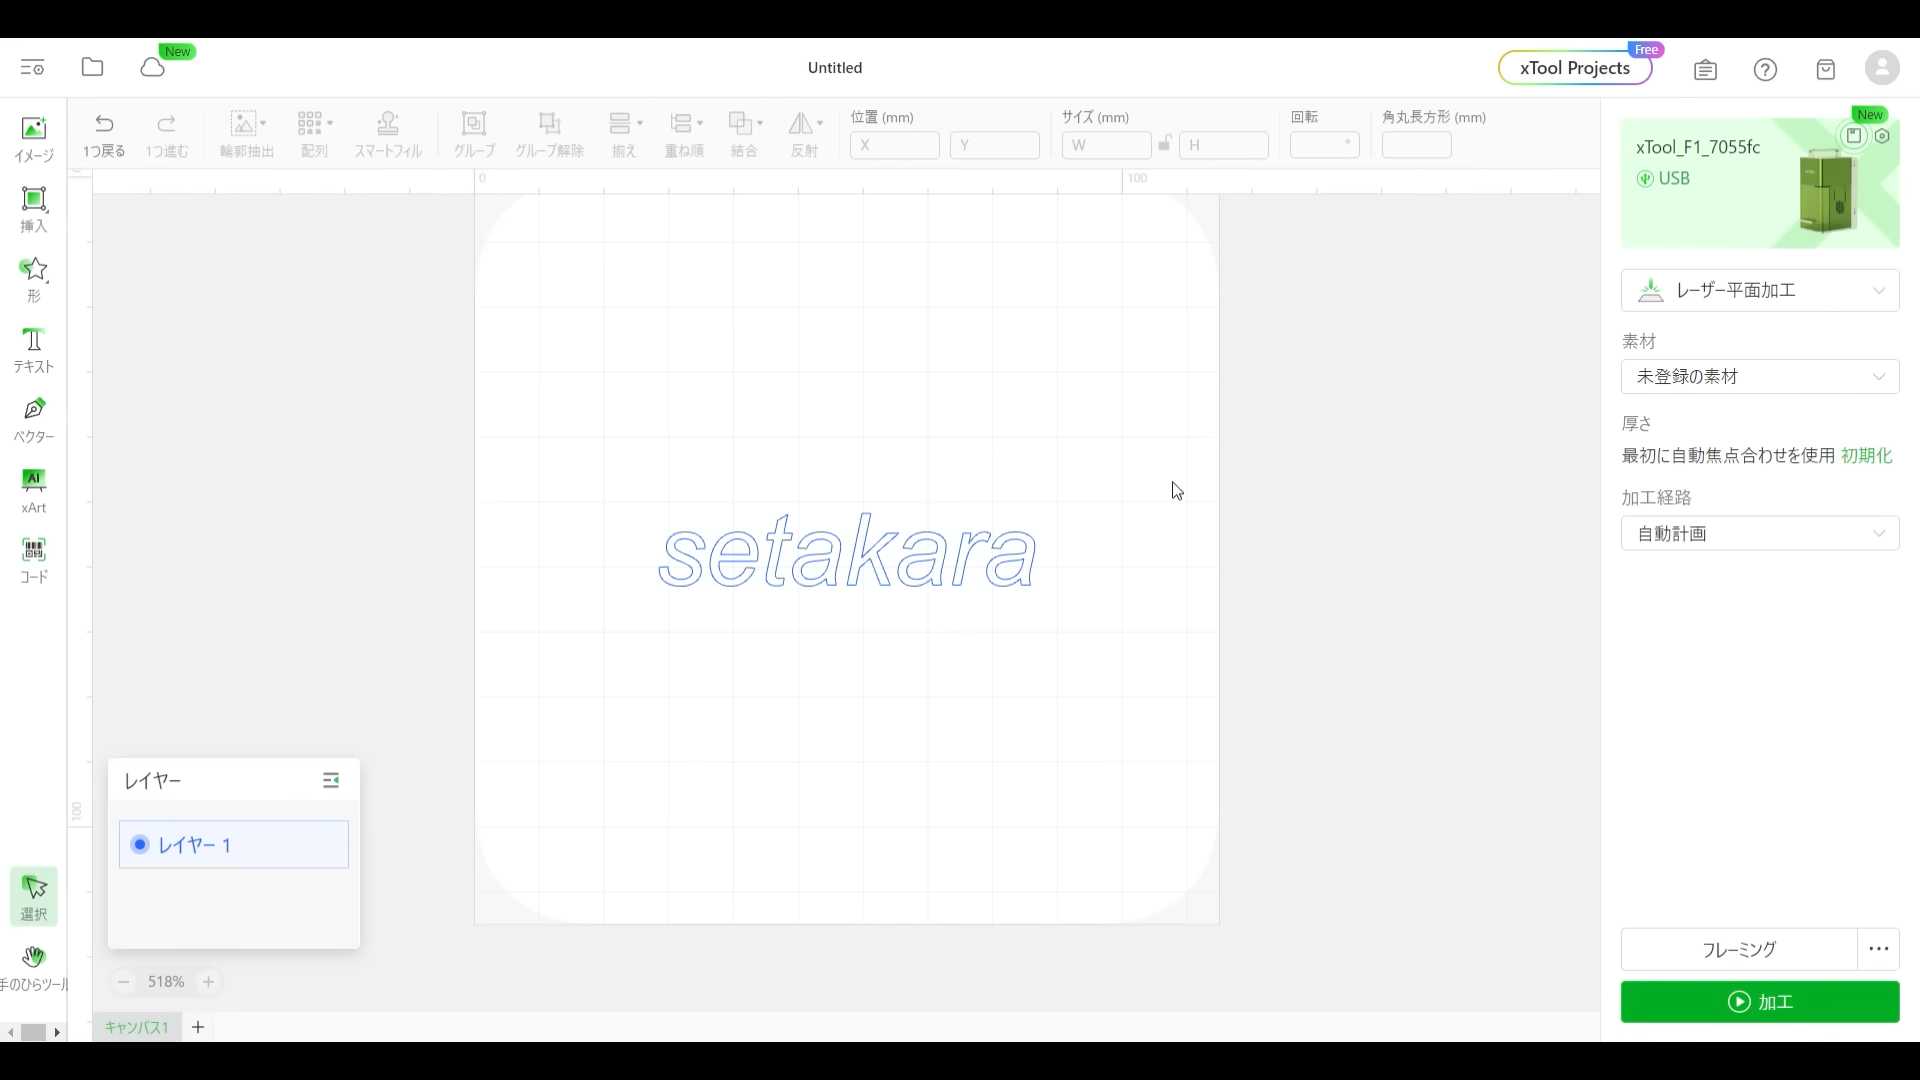 New
Untitled
Free
xTool Projects
1つ戻る
1つ進む
輪郭抽出
配列
スマートフィル
グループ
グループ解除
揃え
重ね順
結合
反射
位置 (mm)
X
Y
サイズ (mm)
W
H
回転
°
角丸長方形 (mm)
イメージ
挿入
形
テキスト
ベクター
AI
xArt
コード
選択
手のひらツール
0
100
100
setakara
レイヤー
レイヤー 1
518%
キャンバス1
New
xTool_F1_7055fc
USB
レーザー平面加工
素材
未登録の素材
厚さ
最初に自動焦点合わせを使用 初期化
加工経路
自動計画
フレーミング
加工